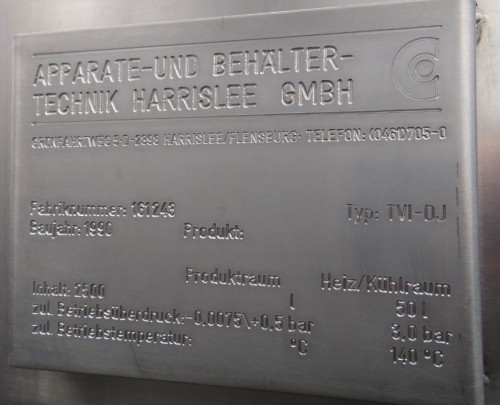 APPARATE-UND BEHÄLTER-
TECHNIK HARRISLEE GMBH
GRÖNFAHRTWEG 5·D-2398 HARRISLEE/FLENSBURG· TELEFON: (0461)705-0
Fabriknummer: 161243 Typ: TVI-DJ
Baujahr: 1990 Produkt:
Produktraum Heiz/Kühlraum
Inhalt: 2500 l 50 l
zul. Betriebsüberdruck:-0,0075\+0,5 bar 3,0 bar
zul. Betriebstemperatur: °C 140 °C